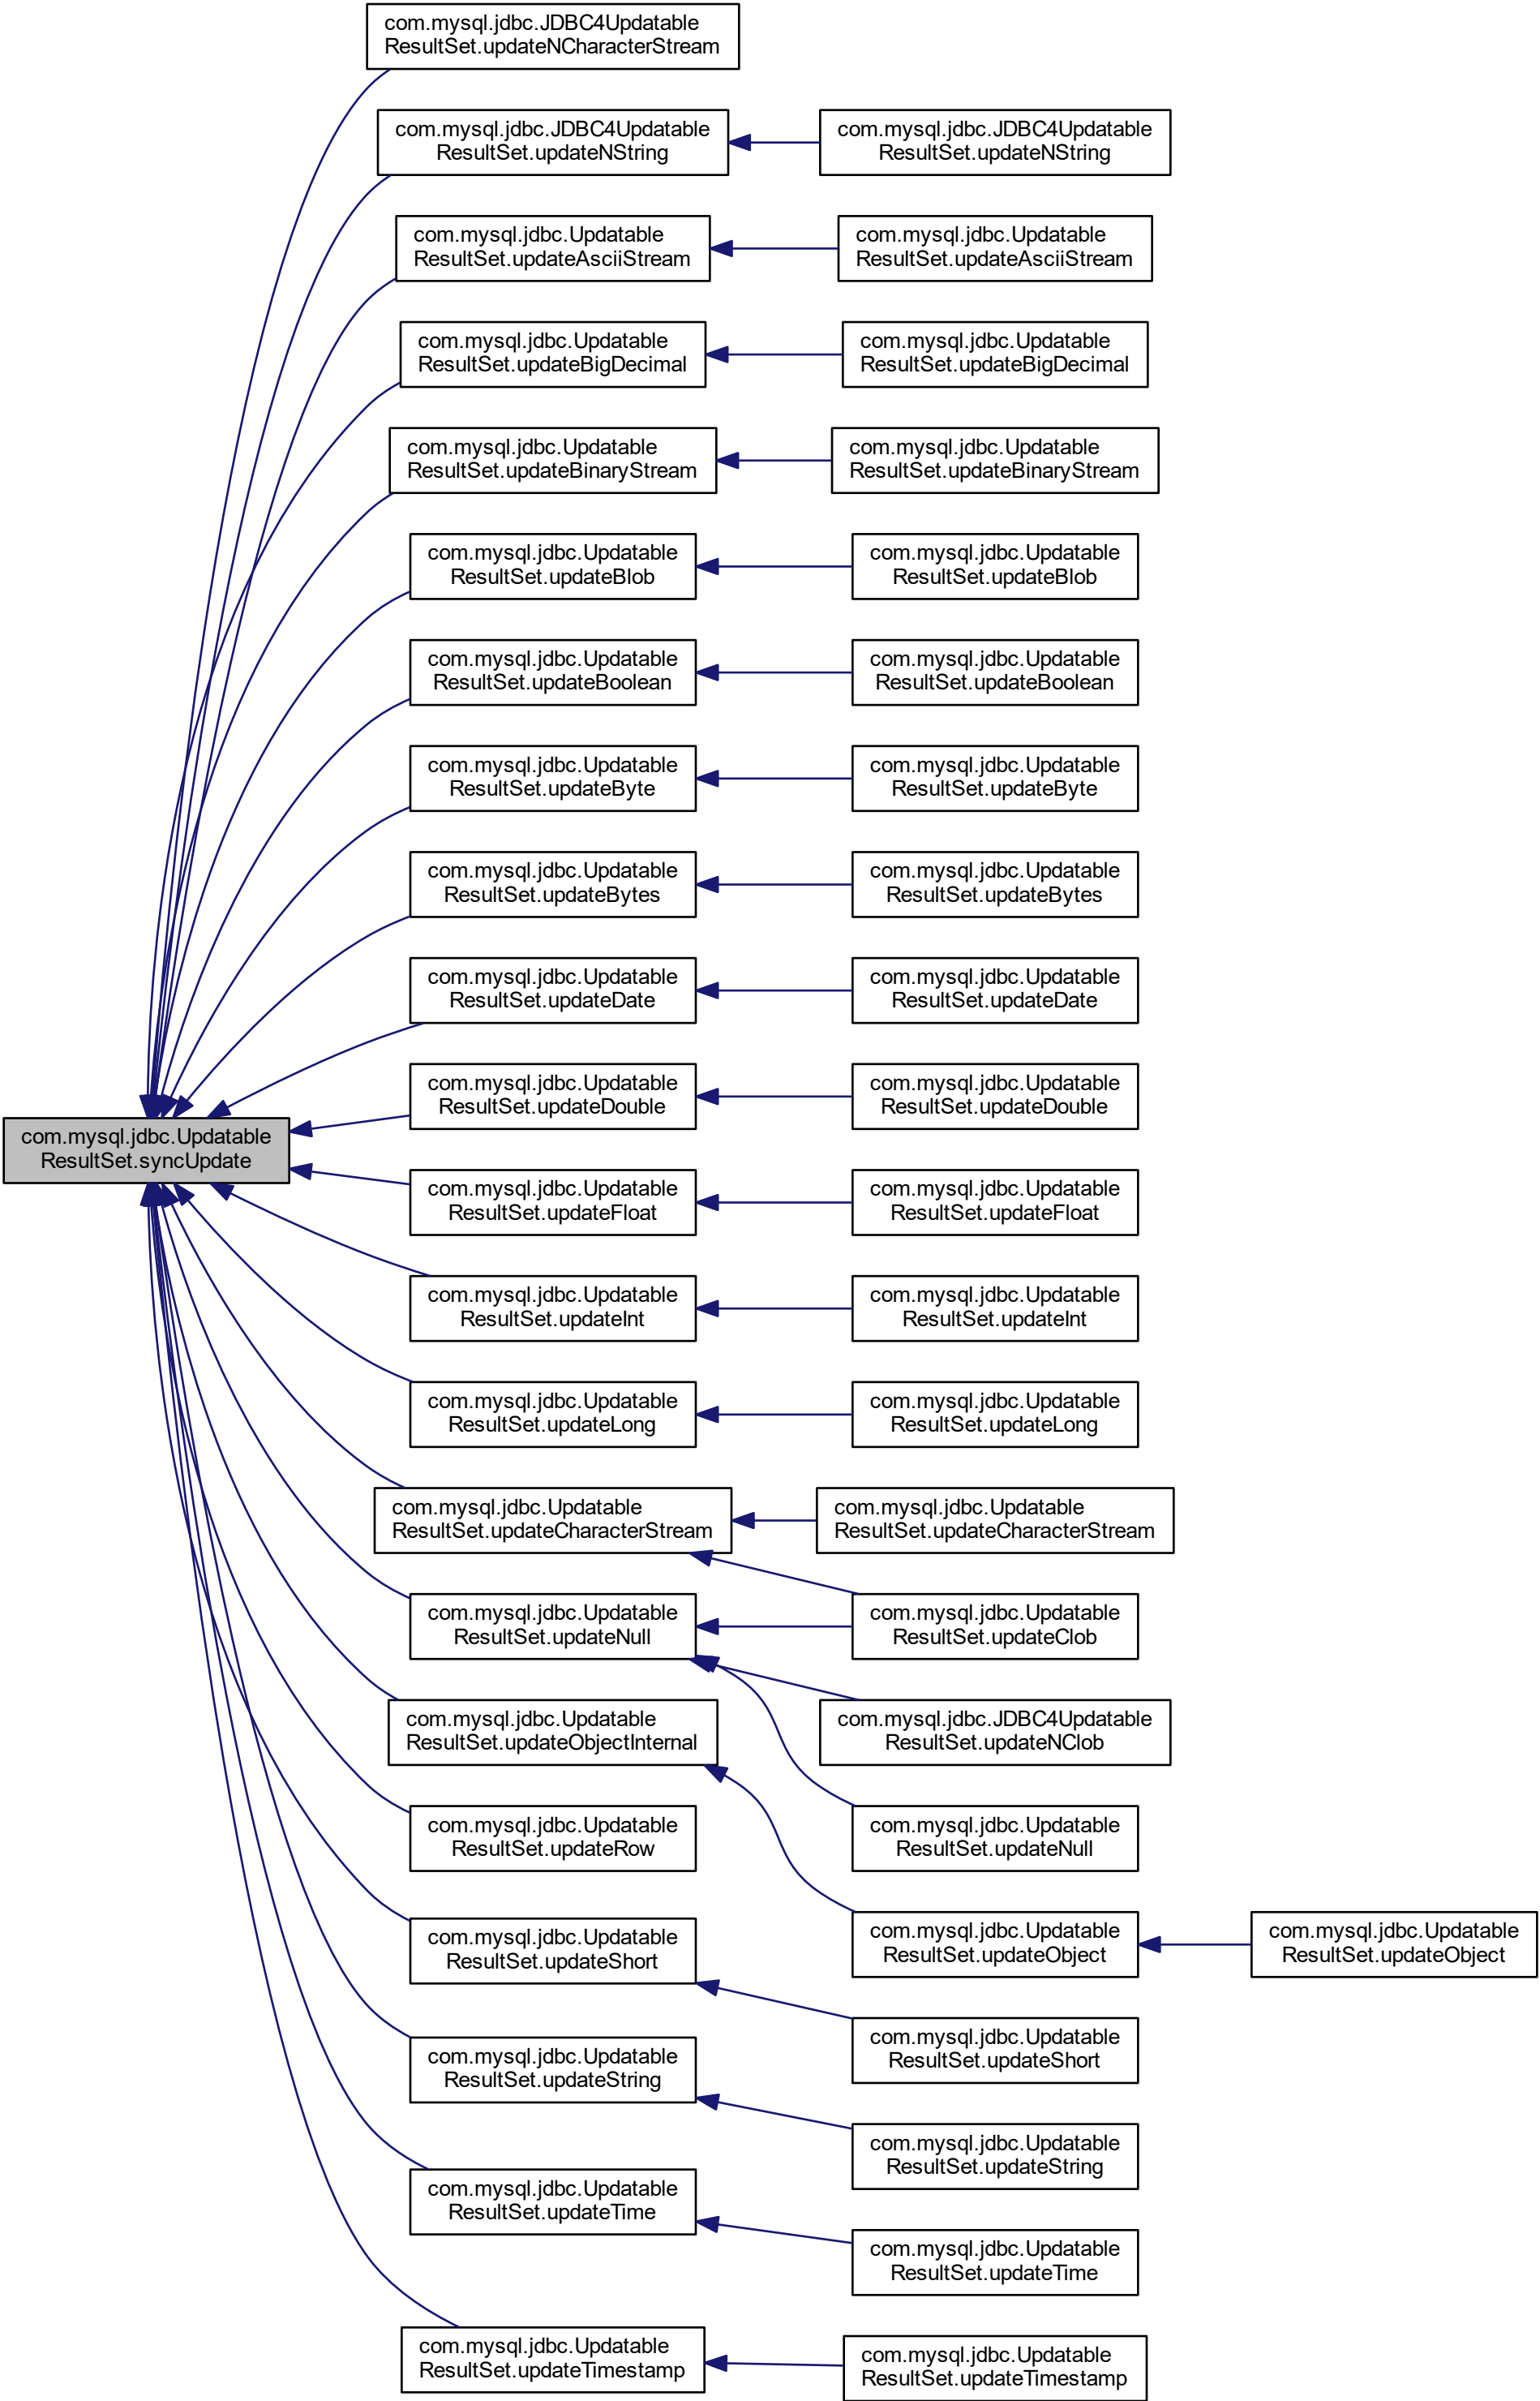 com.mysql.jdbc.JDBC4Updatable
ResultSet.updateNCharacterStream
com.mysql.jdbc.JDBC4Updatable
ResultSet.updateNString
com.mysql.jdbc.JDBC4Updatable
ResultSet.updateNString
com.mysql.jdbc.Updatable
ResultSet.updateAsciiStream
com.mysql.jdbc.Updatable
ResultSet.updateAsciiStream
com.mysql.jdbc.Updatable
ResultSet.updateBigDecimal
com.mysql.jdbc.Updatable
ResultSet.updateBigDecimal
com.mysql.jdbc.Updatable
ResultSet.updateBinaryStream
com.mysql.jdbc.Updatable
ResultSet.updateBinaryStream
com.mysql.jdbc.Updatable
ResultSet.updateBlob
com.mysql.jdbc.Updatable
ResultSet.updateBlob
com.mysql.jdbc.Updatable
ResultSet.updateBoolean
com.mysql.jdbc.Updatable
ResultSet.updateBoolean
com.mysql.jdbc.Updatable
ResultSet.updateByte
com.mysql.jdbc.Updatable
ResultSet.updateByte
com.mysql.jdbc.Updatable
ResultSet.updateBytes
com.mysql.jdbc.Updatable
ResultSet.updateBytes
com.mysql.jdbc.Updatable
ResultSet.updateDate
com.mysql.jdbc.Updatable
ResultSet.updateDate
com.mysql.jdbc.Updatable
ResultSet.updateDouble
com.mysql.jdbc.Updatable
ResultSet.updateDouble
com.mysql.jdbc.Updatable
ResultSet.syncUpdate
com.mysql.jdbc.Updatable
ResultSet.updateFloat
com.mysql.jdbc.Updatable
ResultSet.updateFloat
com.mysql.jdbc.Updatable
ResultSet.updateInt
com.mysql.jdbc.Updatable
ResultSet.updateInt
com.mysql.jdbc.Updatable
ResultSet.updateLong
com.mysql.jdbc.Updatable
ResultSet.updateLong
com.mysql.jdbc.Updatable
ResultSet.updateCharacterStream
com.mysql.jdbc.Updatable
ResultSet.updateCharacterStream
com.mysql.jdbc.Updatable
ResultSet.updateNull
com.mysql.jdbc.Updatable
ResultSet.updateClob
com.mysql.jdbc.Updatable
ResultSet.updateObjectInternal
com.mysql.jdbc.JDBC4Updatable
ResultSet.updateNClob
com.mysql.jdbc.Updatable
ResultSet.updateRow
com.mysql.jdbc.Updatable
ResultSet.updateNull
com.mysql.jdbc.Updatable
ResultSet.updateShort
com.mysql.jdbc.Updatable
ResultSet.updateObject
com.mysql.jdbc.Updatable
ResultSet.updateObject
com.mysql.jdbc.Updatable
ResultSet.updateShort
com.mysql.jdbc.Updatable
ResultSet.updateString
com.mysql.jdbc.Updatable
ResultSet.updateString
com.mysql.jdbc.Updatable
ResultSet.updateTime
com.mysql.jdbc.Updatable
ResultSet.updateTime
com.mysql.jdbc.Updatable
ResultSet.updateTimestamp
com.mysql.jdbc.Updatable
ResultSet.updateTimestamp